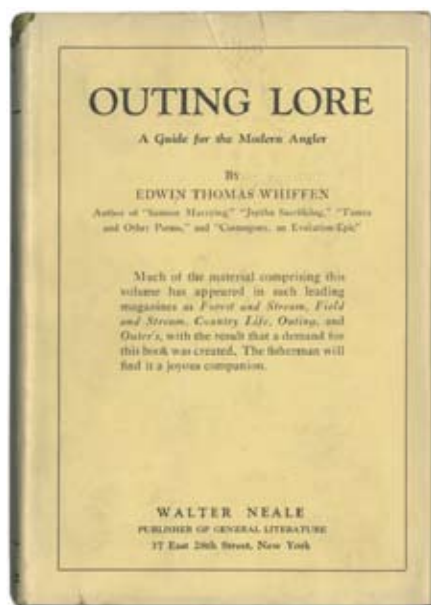 OUTING LORE
A Guide for the Modern Angler
BY
EDWIN THOMAS WHIFFEN
Author of "Samson Marrying," "Jephtha Sacrificing," "Tamar
and Other Poems," and "Cosmogony, an Evolution-Epic"
Much of the material comprising this
volume has appeared in such leading
magazines as Forest and Stream, Field
and Stream, Country Life, Outing, and
Outer's, with the result that a demand for
this book was created. The fisherman will
find it a joyous companion.
WALTER NEALE
PUBLISHER OF GENERAL LITERATURE
37 East 28th Street, New York